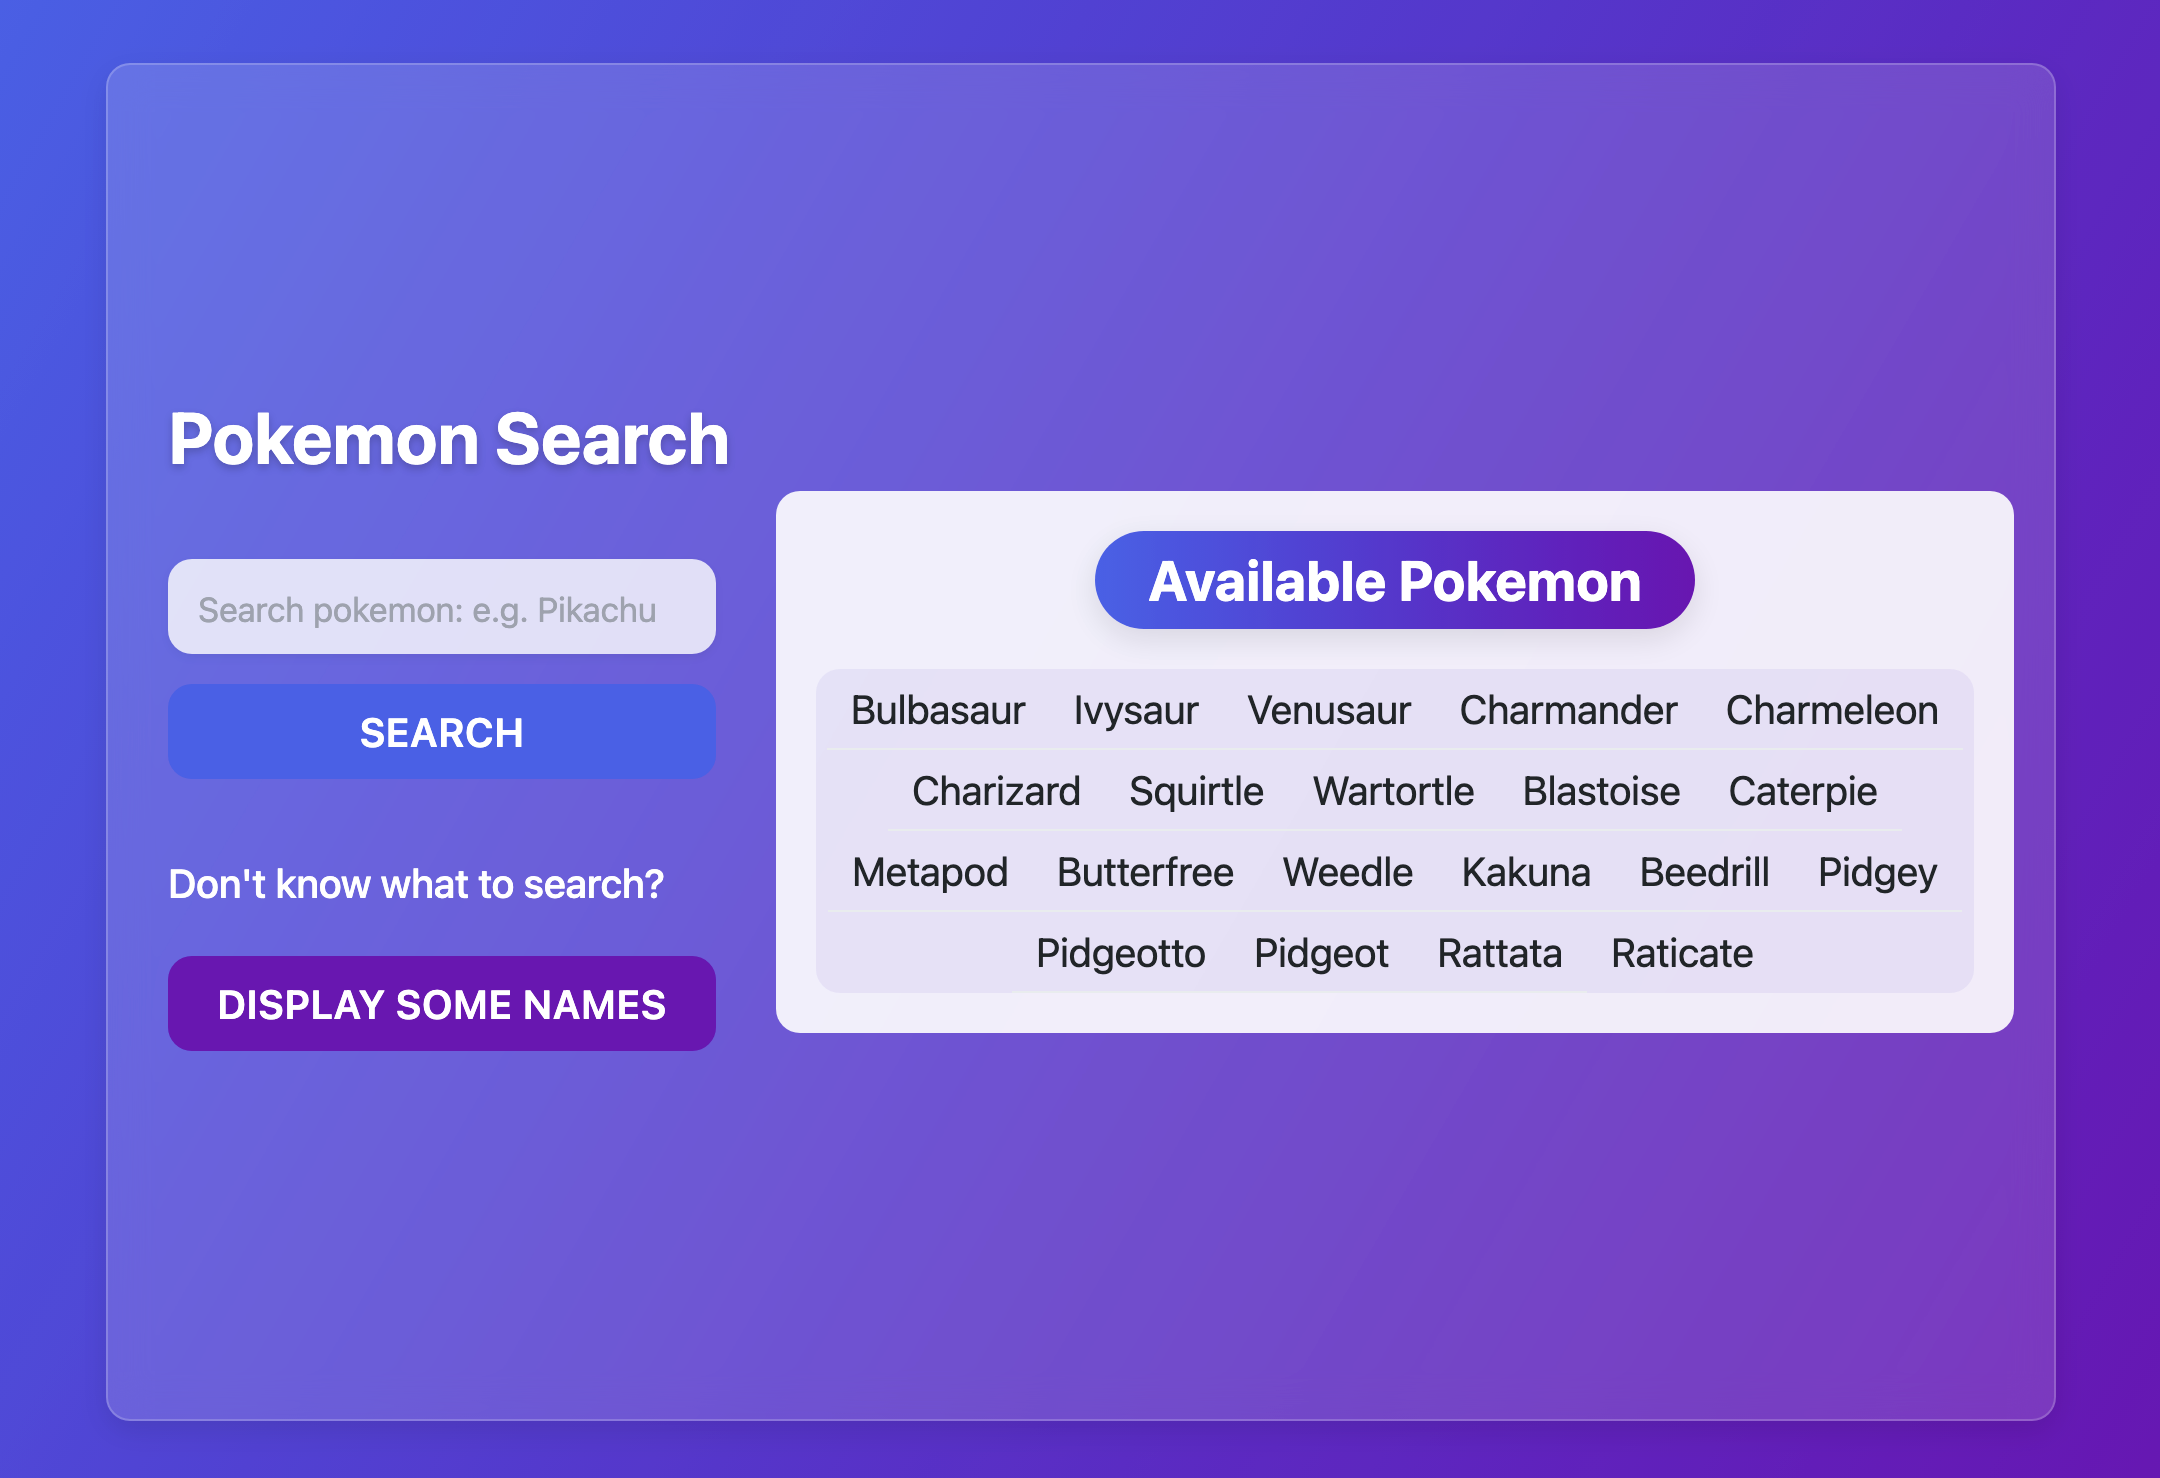 Pokemon Search
Search pokemon: e.g. Pikachu
SEARCH
Don't know what to search?
DISPLAY SOME NAMES
Available Pokemon
Bulbasaur Ivysaur Venusaur Charmander Charmeleon
Charizard Squirtle Wartortle Blastoise Caterpie
Metapod Butterfree Weedle Kakuna Beedrill Pidgey
Pidgeotto Pidgeot Rattata Raticate